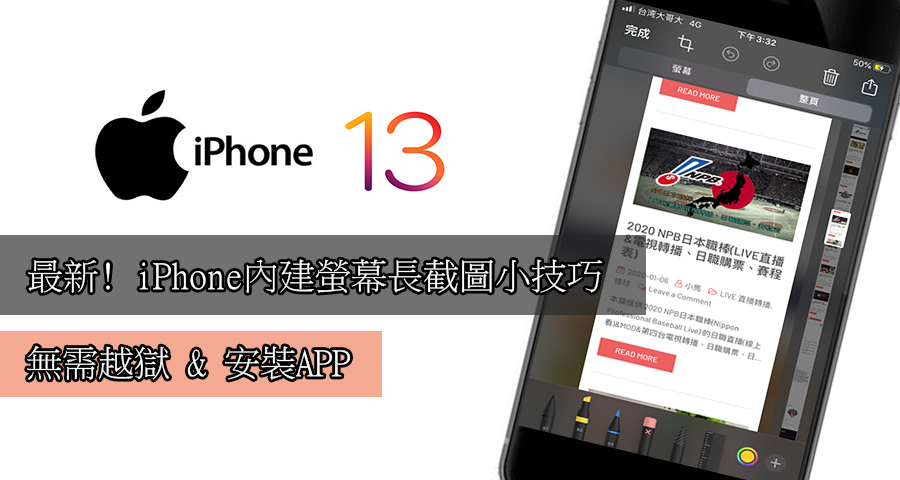 iPhone 13
最新! iPhone內建螢幕長截圖小技巧
無需越獄 & 安裝APP
台湾大哥大 4G
下午3:32
50%
完成
螢幕
整頁
READ MORE
NPB
2020 NPB日本職棒(LIVE直播
&電視轉播、日職購票、賽程
表)
2020-01-06 小馬 LIVE 直播轉播,
棒球 Leave a Comment
本篇提供 2020 NPB日本職棒(Nippon
Professional Baseball Live)的日職直播(線上
看)&MOD&第四台電視轉播、日職購票、日...
READ MORE